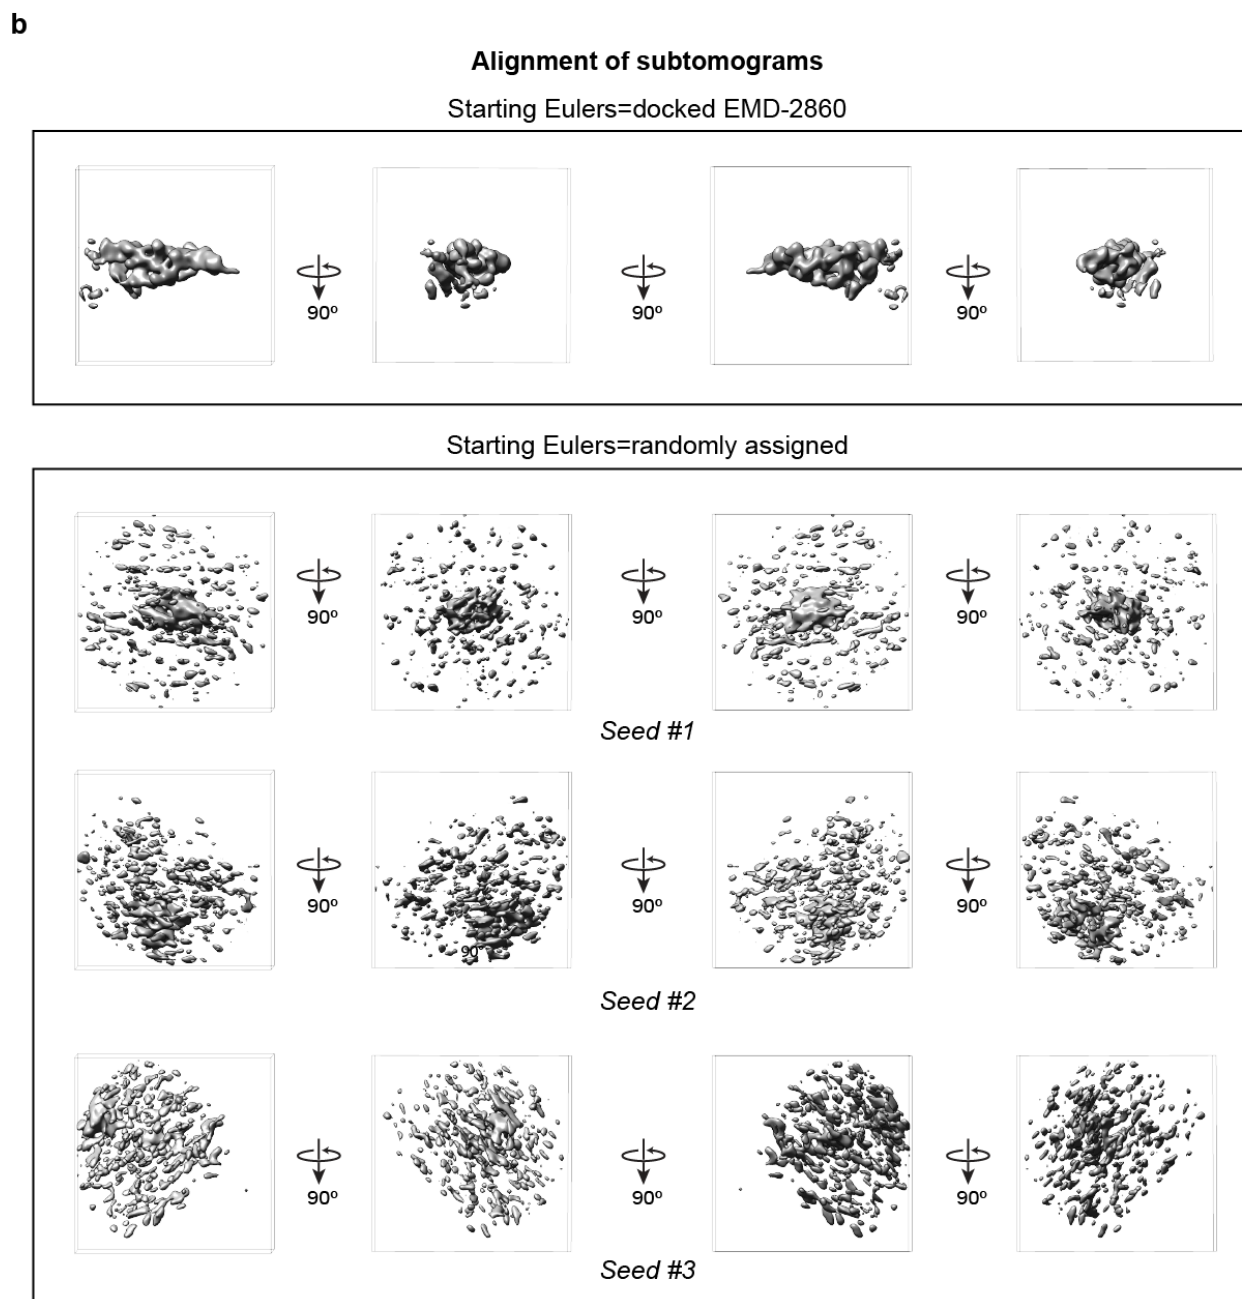 b
Alignment of subtomograms
Starting Eulers=docked EMD-2860
90º 90º 90º
Starting Eulers=randomly assigned
90º 90º 90º
Seed #1
90º 90º 90º
90º
Seed #2
90º 90º 90º
Seed #3